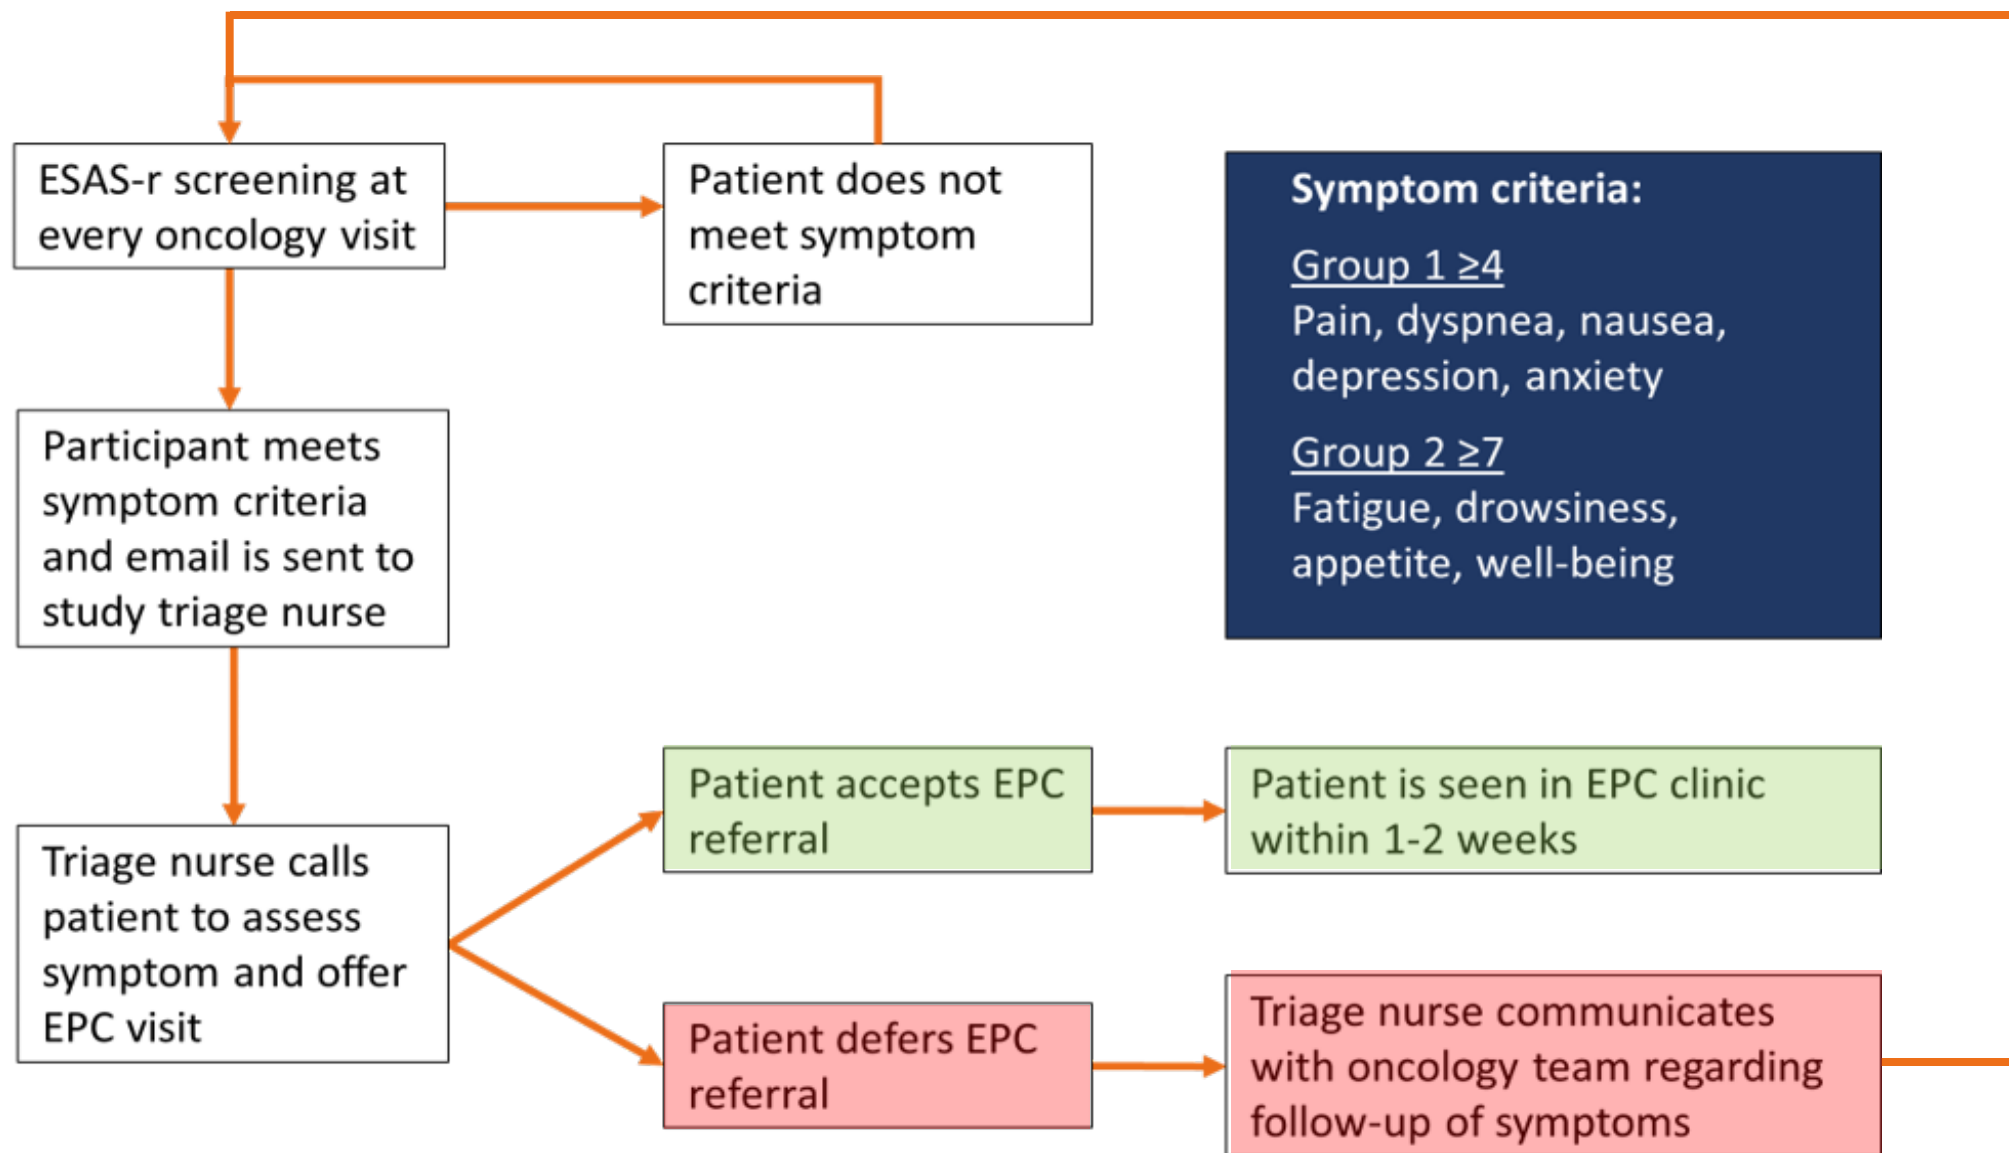 ESAS-r screening at
every oncology visit
Patient does not
meet symptom
criteria
Symptom criteria:
Group 1 ≥4
Pain, dyspnea, nausea,
depression, anxiety
Group 2 ≥7
Fatigue, drowsiness,
appetite, well-being
Participant meets
symptom criteria
and email is sent to
study triage nurse
Triage nurse calls
patient to assess
symptom and offer
EPC visit
Patient accepts EPC
referral
Patient is seen in EPC clinic
within 1-2 weeks
Patient defers EPC
referral
Triage nurse communicates
with oncology team regarding
follow-up of symptoms